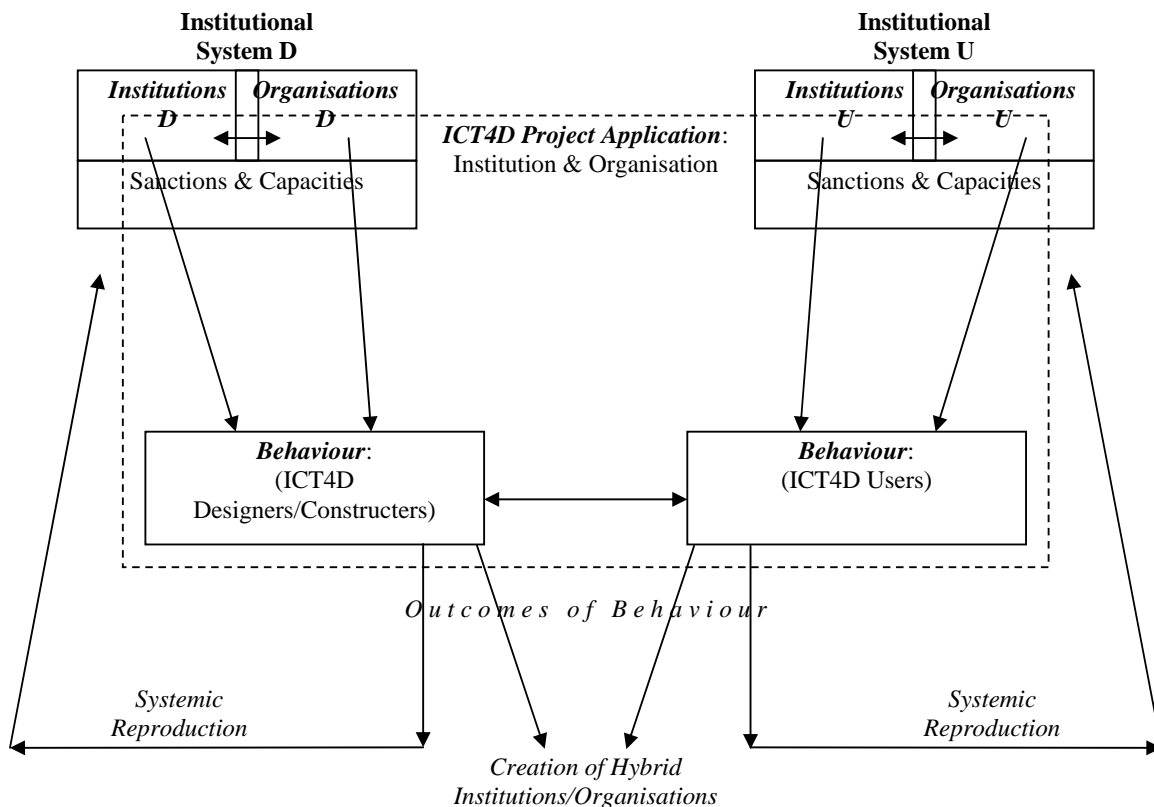 Institutional
System D
Institutional
System U
Institutions
D
Organisations
D
Institutions
U
Organisations
U
ICT4D Project Application:
Institution & Organisation
Sanctions & Capacities
Sanctions & Capacities
Behaviour:
(ICT4D
Designers/Constructers)
Behaviour:
(ICT4D Users)
Outcomes of Behaviour
Systemic
Reproduction
Systemic
Reproduction
Creation of Hybrid
Institutions/Organisations